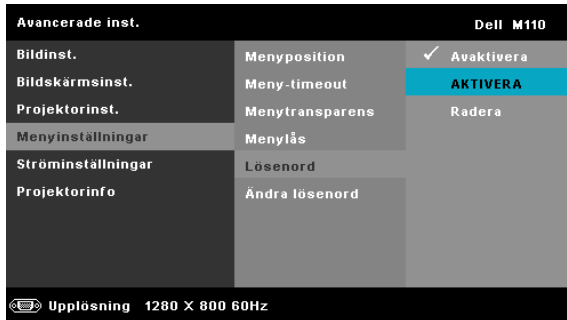 Avancerade inst. Dell M110
Bildinst. Menyposition Avaktivera
Bildskärmsinst. Meny-timeout AKTIVERA
Projektorinst. Menytransparens Radera
Menyinställningar Menylås
Ströminställningar Lösenord
Projektorinfo Ändra lösenord
Upplösning 1280 X 800 60Hz